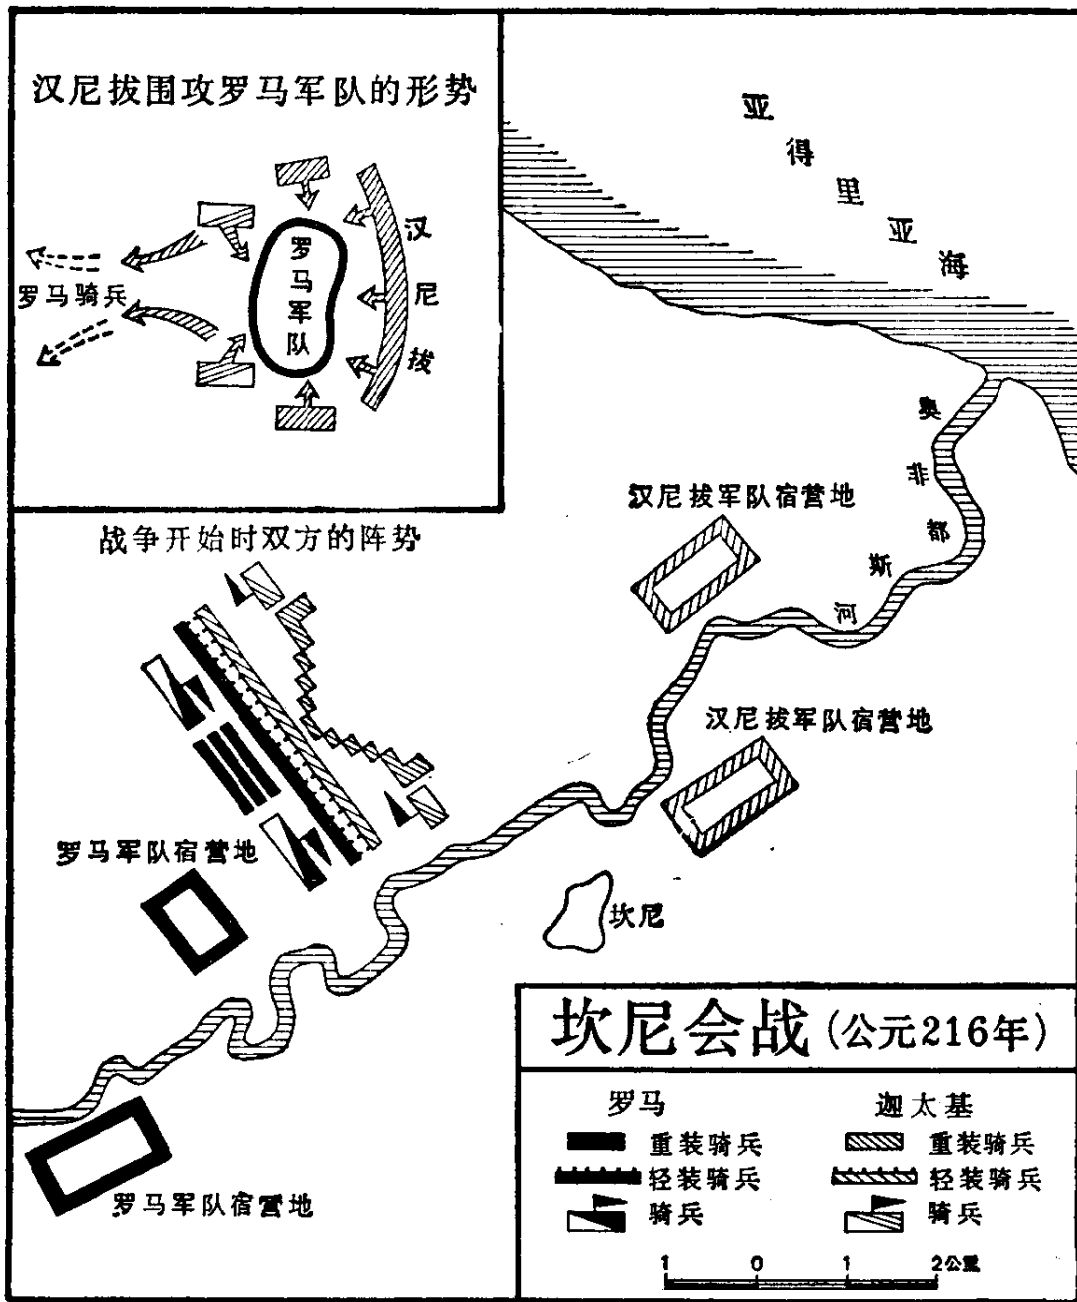 汉尼拔围攻罗马军队的形势
罗马骑兵
罗马军队
汉尼拔
亚得里亚海
奥非都斯河
战争开始时双方的阵势
汉尼拔军队宿营地
汉尼拔军队宿营地
罗马军队宿营地
坎尼
罗马军队宿营地
坎尼会战(公元216年)
罗马
迦太基
重装骑兵
重装骑兵
轻装骑兵
轻装骑兵
骑兵
骑兵
1 0 1 2公里